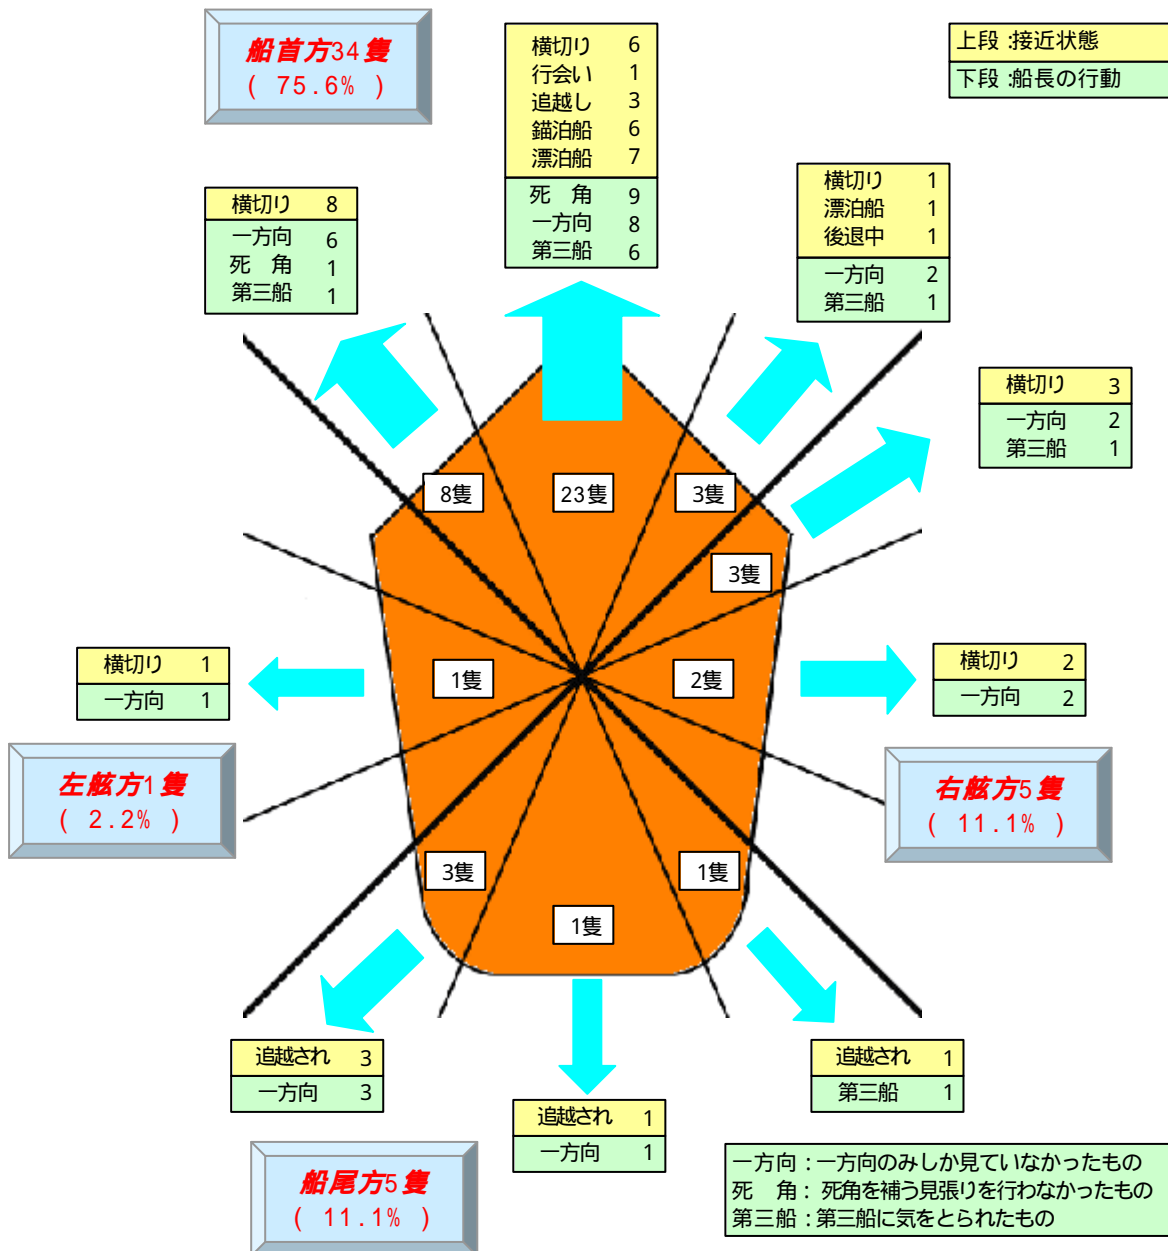 船首方34隻
( 75.6% )
横切り 6
行会い 1
追越し 3
錨泊船 6
漂泊船 7
死 角 9
一方向 8
第三船 6
上段:接近状態
下段:船長の行動
横切り 8
一方向 6
死 角 1
第三船 1
横切り 1
漂泊船 1
後退中 1
一方向 2
第三船 1
横切り 3
一方向 2
第三船 1
8隻
23隻
3隻
3隻
横切り 1
一方向 1
1隻
2隻
横切り 2
一方向 2
左舷方1隻
( 2.2% )
右舷方5隻
( 11.1% )
3隻
1隻
1隻
追越され 3
一方向 3
追越され 1
一方向 1
追越され 1
第三船 1
船尾方5隻
( 11.1% )
一方向:一方向のみしか見ていなかったもの
死 角:死角を補う見張りを行わなかったもの
第三船:第三船に気をとられたもの